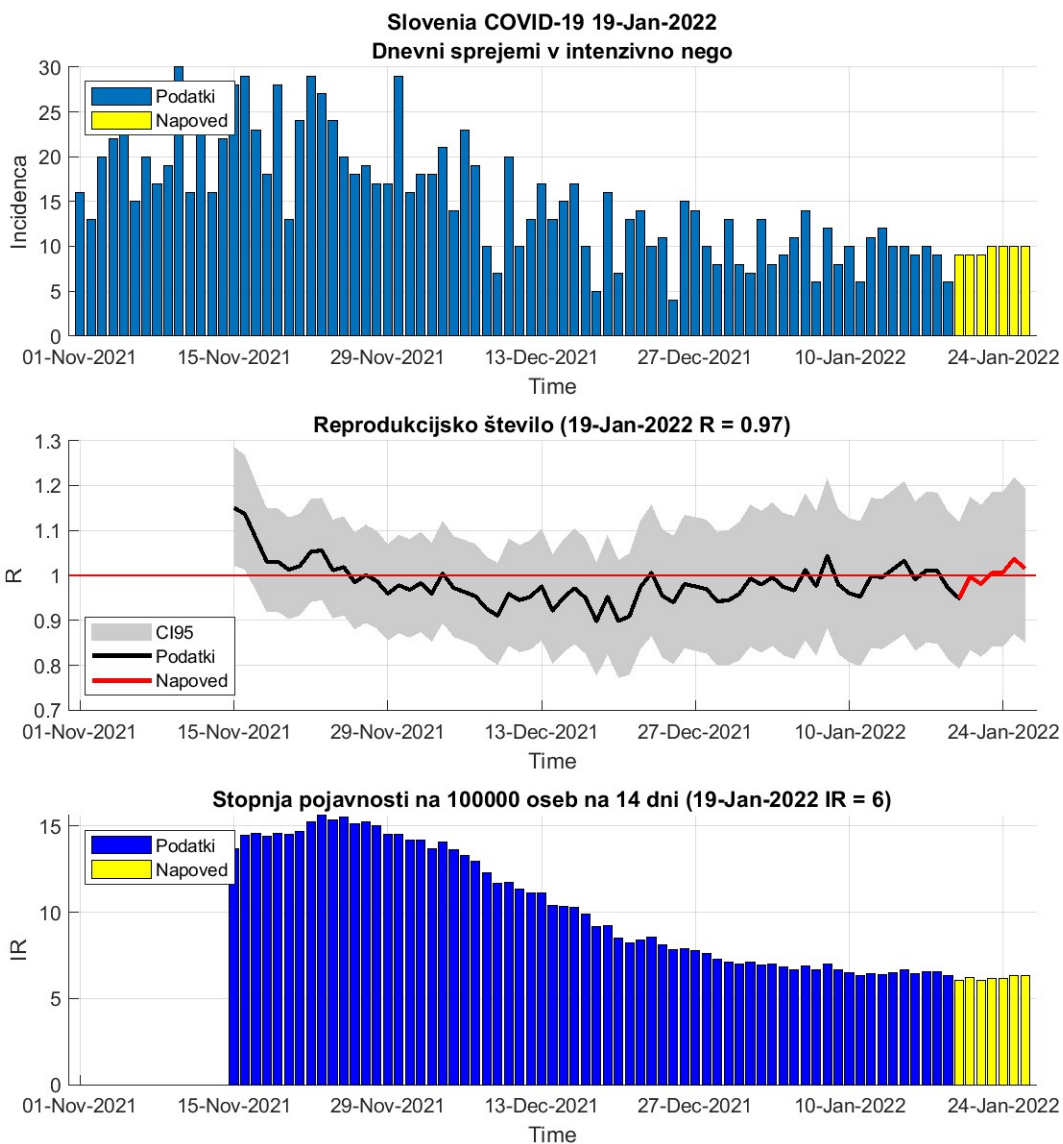 Slovenia COVID-19 19-Jan-2022
Dnevni sprejemi v intenzivno nego
30
25
20
15
10
5
0
Incidenca
Podatki
Napoved
01-Nov-2021 15-Nov-2021 29-Nov-2021 13-Dec-2021 27-Dec-2021 10-Jan-2022 24-Jan-2022
Time
Reprodukcijsko število (19-Jan-2022 R = 0.97)
1.3
1.2
1.1
1
0.9
0.8
0.7
R
CI95
Podatki
Napoved
01-Nov-2021 15-Nov-2021 29-Nov-2021 13-Dec-2021 27-Dec-2021 10-Jan-2022 24-Jan-2022
Time
Stopnja pojavnosti na 100000 oseb na 14 dni (19-Jan-2022 IR = 6)
15
10
5
0
IR
Podatki
Napoved
01-Nov-2021 15-Nov-2021 29-Nov-2021 13-Dec-2021 27-Dec-2021 10-Jan-2022 24-Jan-2022
Time